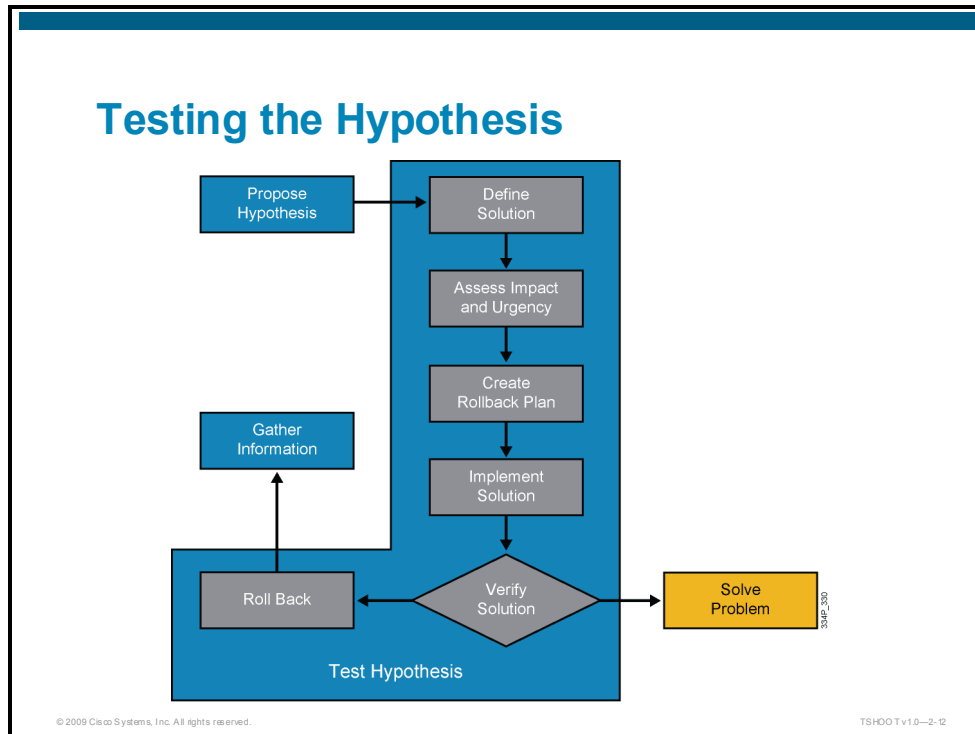 Testing the Hypothesis
Propose
Hypothesis
Define
Solution
Assess Impact
and Urgency
Create
Rollback Plan
Gather
Information
Implement
Solution
Roll Back
Verify
Solution
Solve
Problem
334P_330
Test Hypothesis
© 2009 Cisco Systems, Inc. All rights reserved.
TSHOOT v1.0—2-12